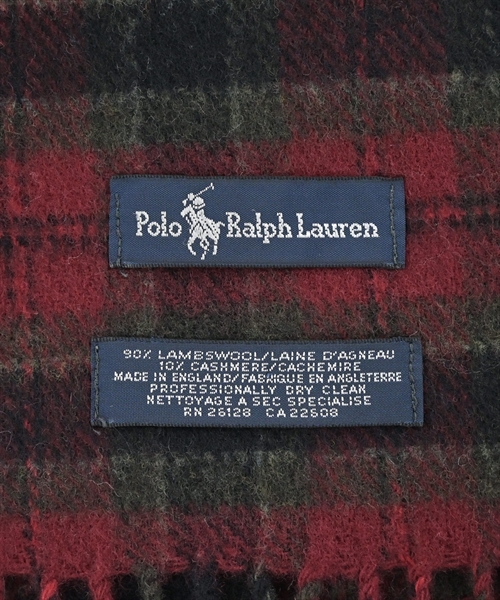 Polo Ralph Lauren
90% LAMBSWOOL/LAINE D'AGNEAU
10% CASHMERE/CACHEMIRE
MADE IN ENGLAND/FABRIQUE EN ANGLETERRE
PROFESSIONALLY DRY CLEAN
NETTOYAGE A SEC SPECIALISE
RN 26128 CA 22608